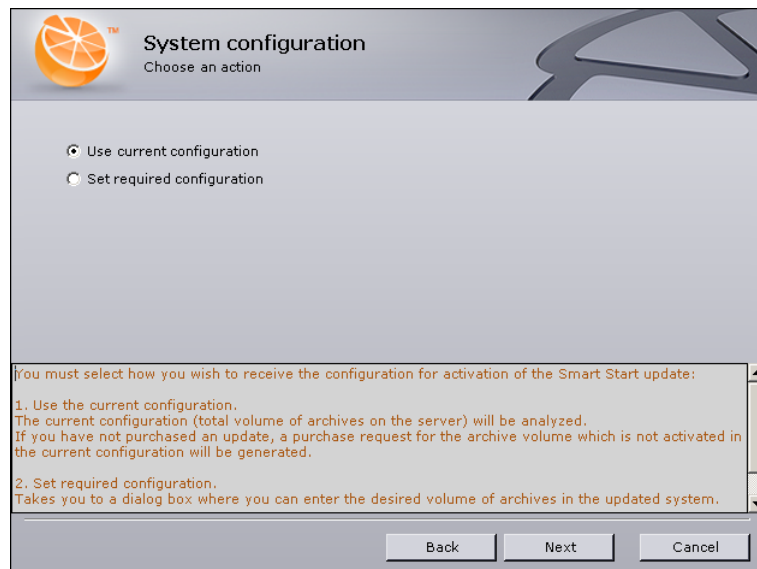 TM
System configuration
Choose an action
Use current configuration
Set required configuration
You must select how you wish to receive the configuration for activation of the Smart Start update:
1. Use the current configuration.
The current configuration (total volume of archives on the server) will be analyzed.
If you have not purchased an update, a purchase request for the archive volume which is not activated in
the current configuration will be generated.
2. Set required configuration.
Takes you to a dialog box where you can enter the desired volume of archives in the updated system.
Back
Next
Cancel